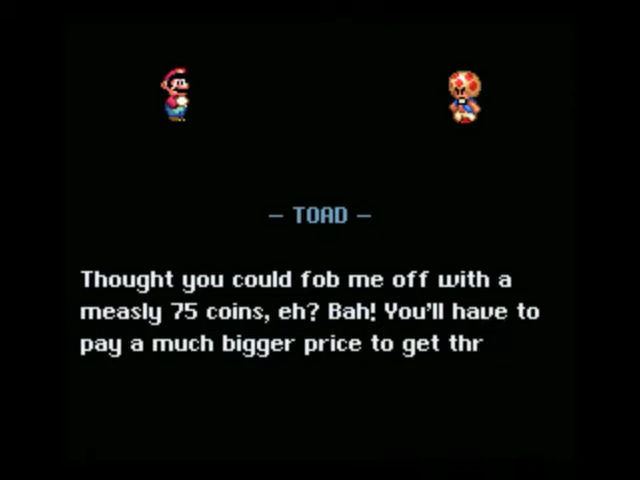 – TOAD –
Thought you could fob me off with a
measly 75 coins, eh? Bah! You'll have to
pay a much bigger price to get thr